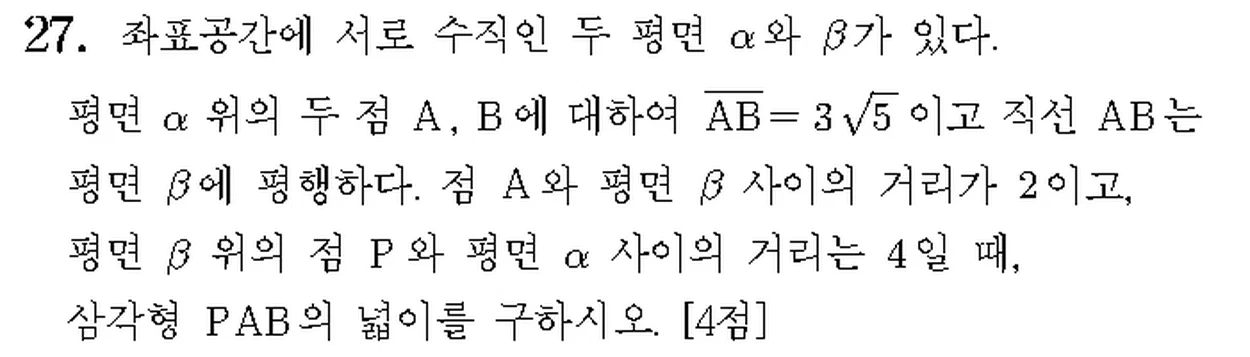 27. 좌표공간에 서로 수직인 두 평면 α와 β가 있다.
평면 α 위의 두 점 A, B에 대하여 \overline{AB}=3√5 이고 직선 AB는
평면 β에 평행하다. 점 A와 평면 β 사이의 거리가 2이고,
평면 β 위의 점 P와 평면 α 사이의 거리는 4일 때,
삼각형 PAB의 넓이를 구하시오. [4점]